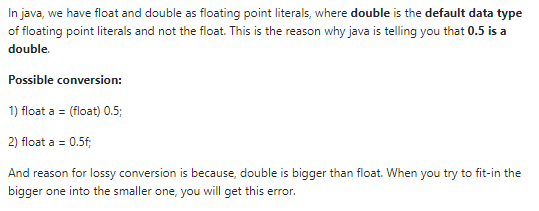 In java, we have float and double as floating point literals, where double is the default data type
of floating point literals and not the float. This is the reason why java is telling you that 0.5 is a
double.
Possible conversion:
1) float a = (float) 0.5;
2) float a = 0.5f;
And reason for lossy conversion is because, double is bigger than float. When you try to fit-in the
bigger one into the smaller one, you will get this error.